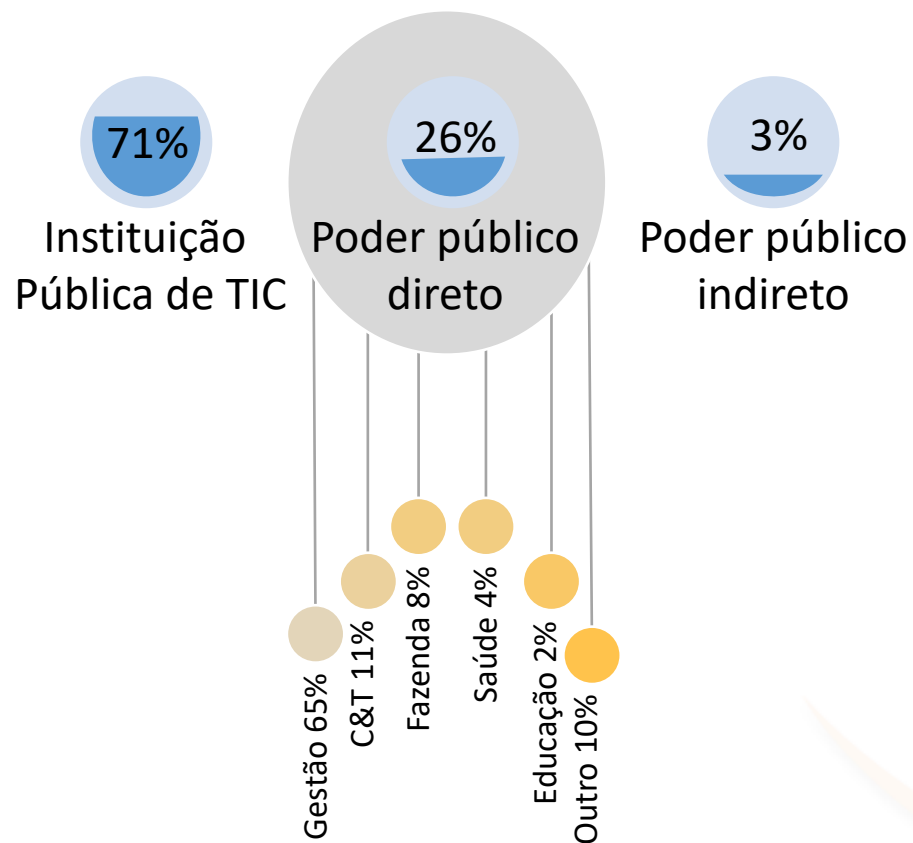 71%
Instituição
Pública de TIC
26%
Poder público
direto
3%
Poder público
indireto
Gestão 65%
C&T 11%
Fazenda 8%
Saúde 4%
Educação 2%
Outro 10%